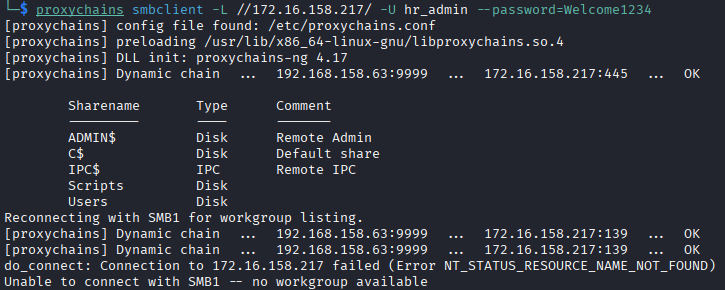 └─$ proxychains smbclient -L //172.16.158.217/ -U hr_admin --password=Welcome1234
[proxychains] config file found: /etc/proxychains.conf
[proxychains] preloading /usr/lib/x86_64-linux-gnu/libproxychains.so.4
[proxychains] DLL init: proxychains-ng 4.17
[proxychains] Dynamic chain  ...  192.168.158.63:9999  ...  172.16.158.217:445  ...  OK
Sharename       Type      Comment
---------       ----      -------
ADMIN$          Disk      Remote Admin
C$              Disk      Default share
IPC$            IPC       Remote IPC
Scripts         Disk
Users           Disk
Reconnecting with SMB1 for workgroup listing.
[proxychains] Dynamic chain  ...  192.168.158.63:9999  ...  172.16.158.217:139  ...  OK
[proxychains] Dynamic chain  ...  192.168.158.63:9999  ...  172.16.158.217:139  ...  OK
do_connect: Connection to 172.16.158.217 failed (Error NT_STATUS_RESOURCE_NAME_NOT_FOUND)
Unable to connect with SMB1 -- no workgroup available